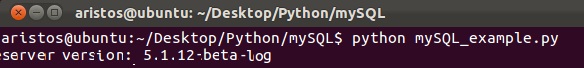 aristos@ubuntu: ~/Desktop/Python/mySQL
aristos@ubuntu:~/Desktop/Python/mySQL$ python mySQL_example.py
eserver version: 5.1.12-beta-log